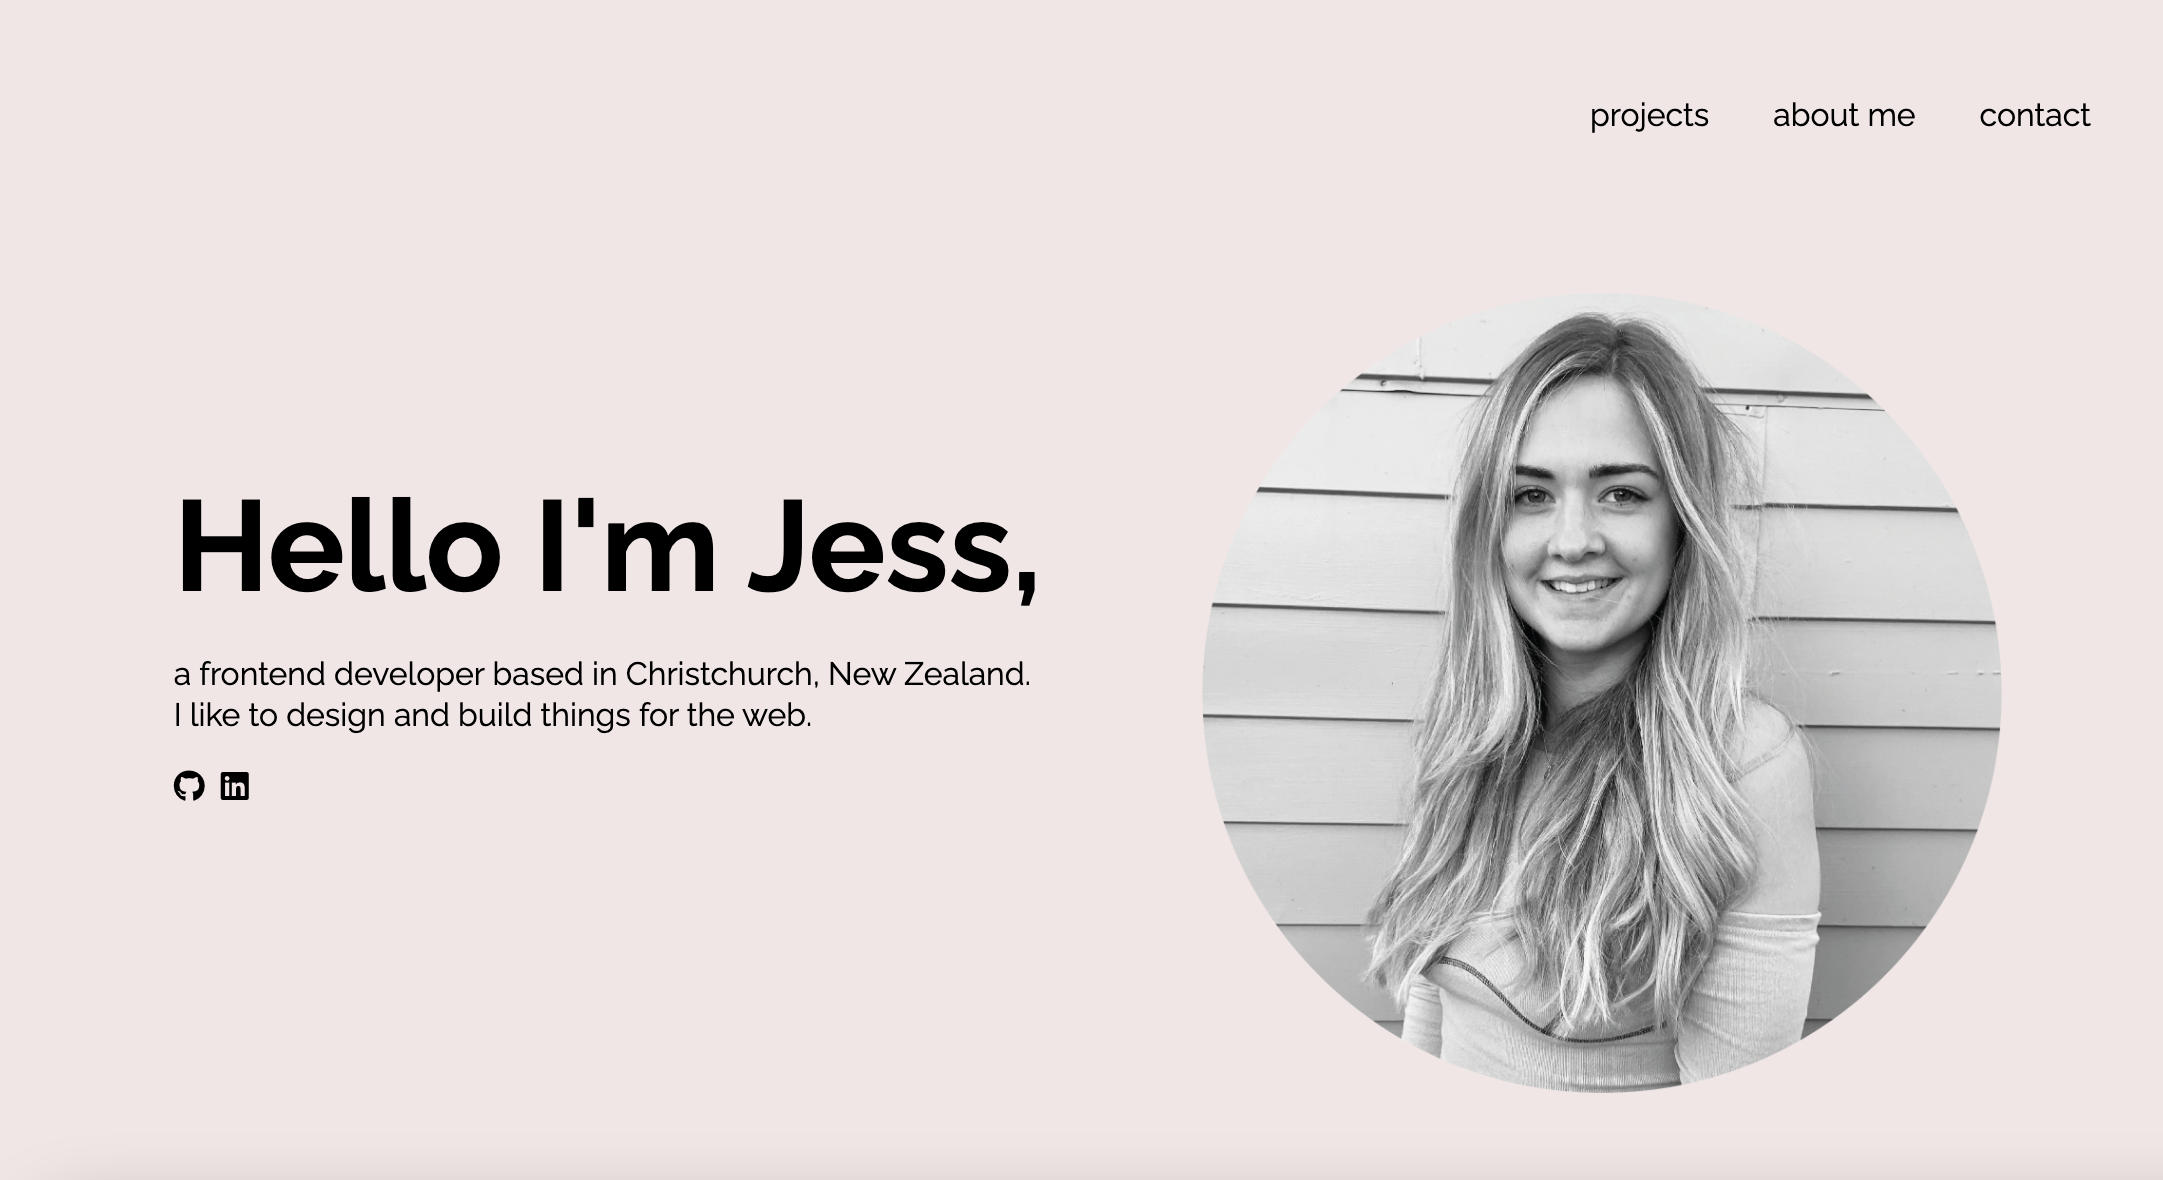 projects about me contact
Hello I'm Jess,
a frontend developer based in Christchurch, New Zealand.
I like to design and build things for the web.
in